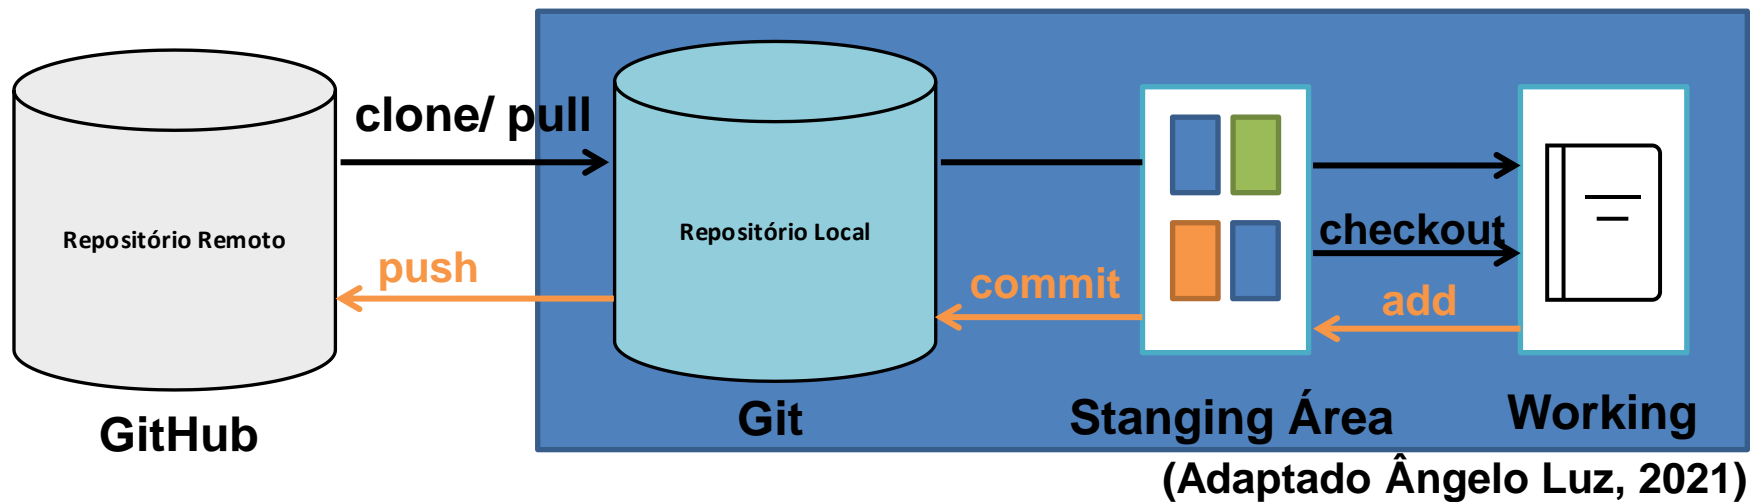 clone/ pull
Repositório Remoto
Repositório Local
checkout
push
commit
add
GitHub
Git
Stanging Área
Working
(Adaptado Ângelo Luz, 2021)